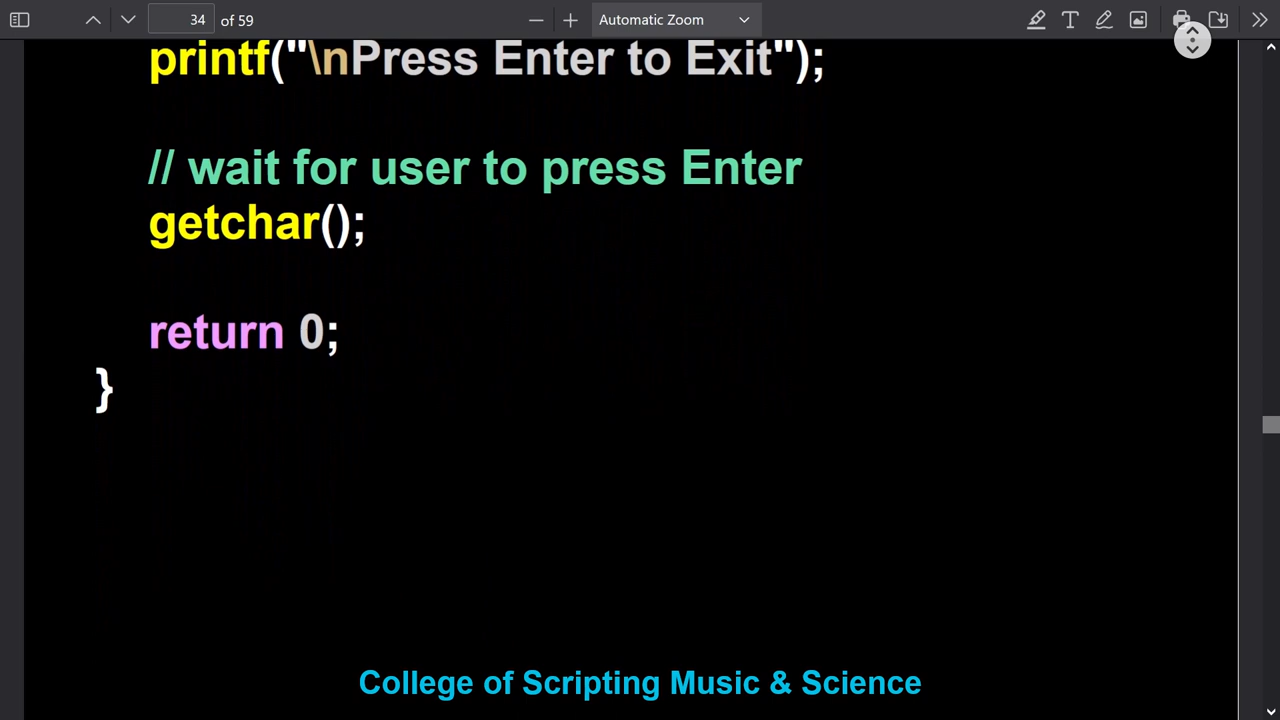 34 of 59 Automatic Zoom
printf("\nPress Enter to Exit");
// wait for user to press Enter
getchar();
return 0;
}
College of Scripting Music & Science